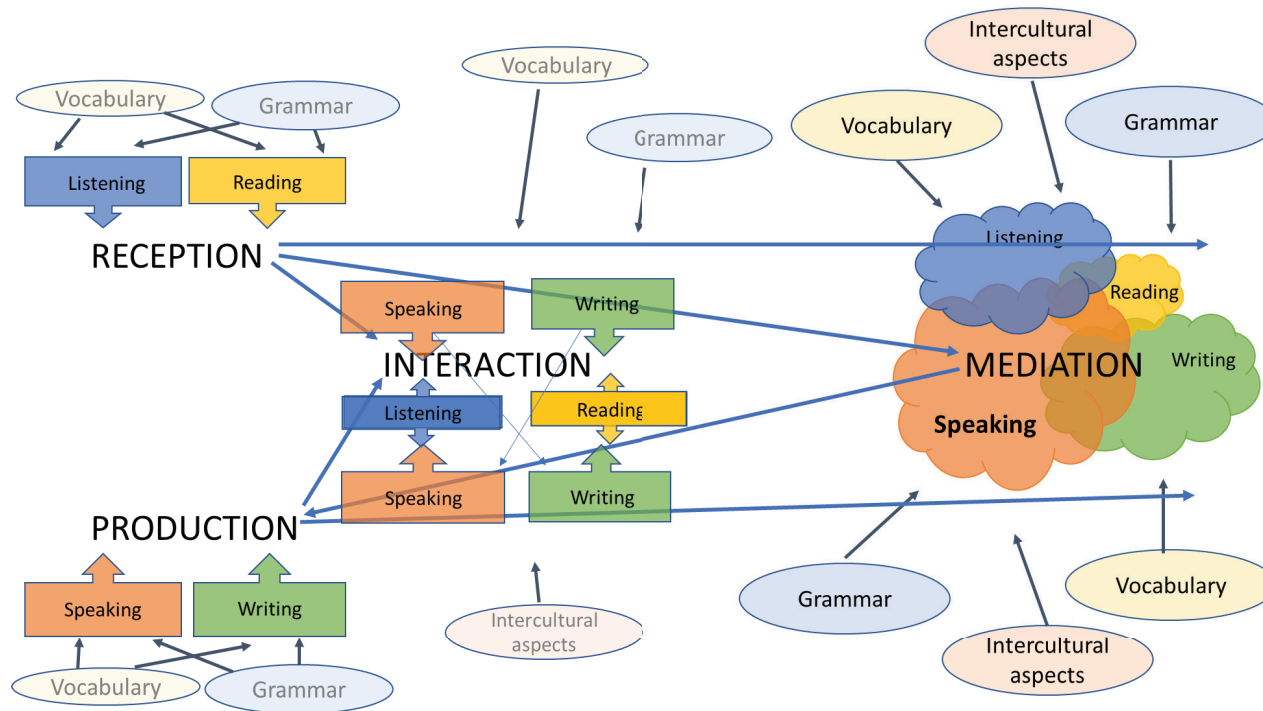 Intercultural
aspects
Vocabulary
Vocabulary
Grammar
Vocabulary
Grammar
Grammar
Listening
Reading
Listening
RECEPTION
Reading
Speaking
Writing
INTERACTION
MEDIATION
Writing
Listening
Reading
Speaking
Speaking
Writing
PRODUCTION
Speaking
Writing
Grammar
Vocabulary
Intercultural
aspects
Intercultural
aspects
Vocabulary
Grammar